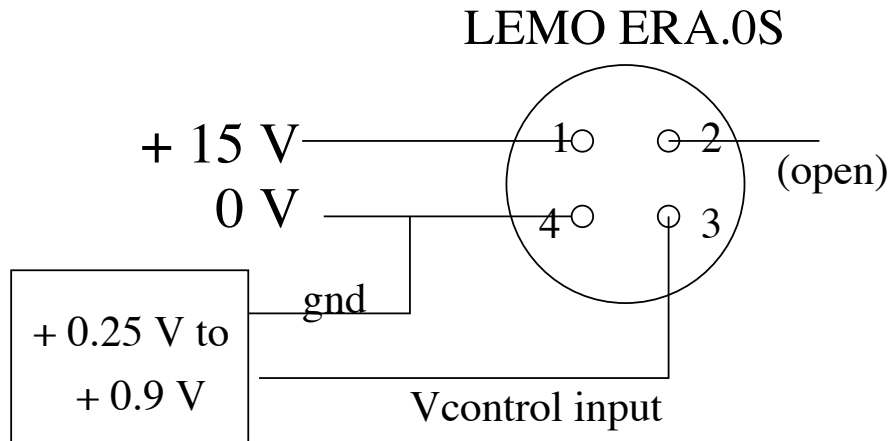 LEMO ERA.0S
+ 15 V
1
2
(open)
0 V
4
3
gnd
+ 0.25 V to
+ 0.9 V
Vcontrol input